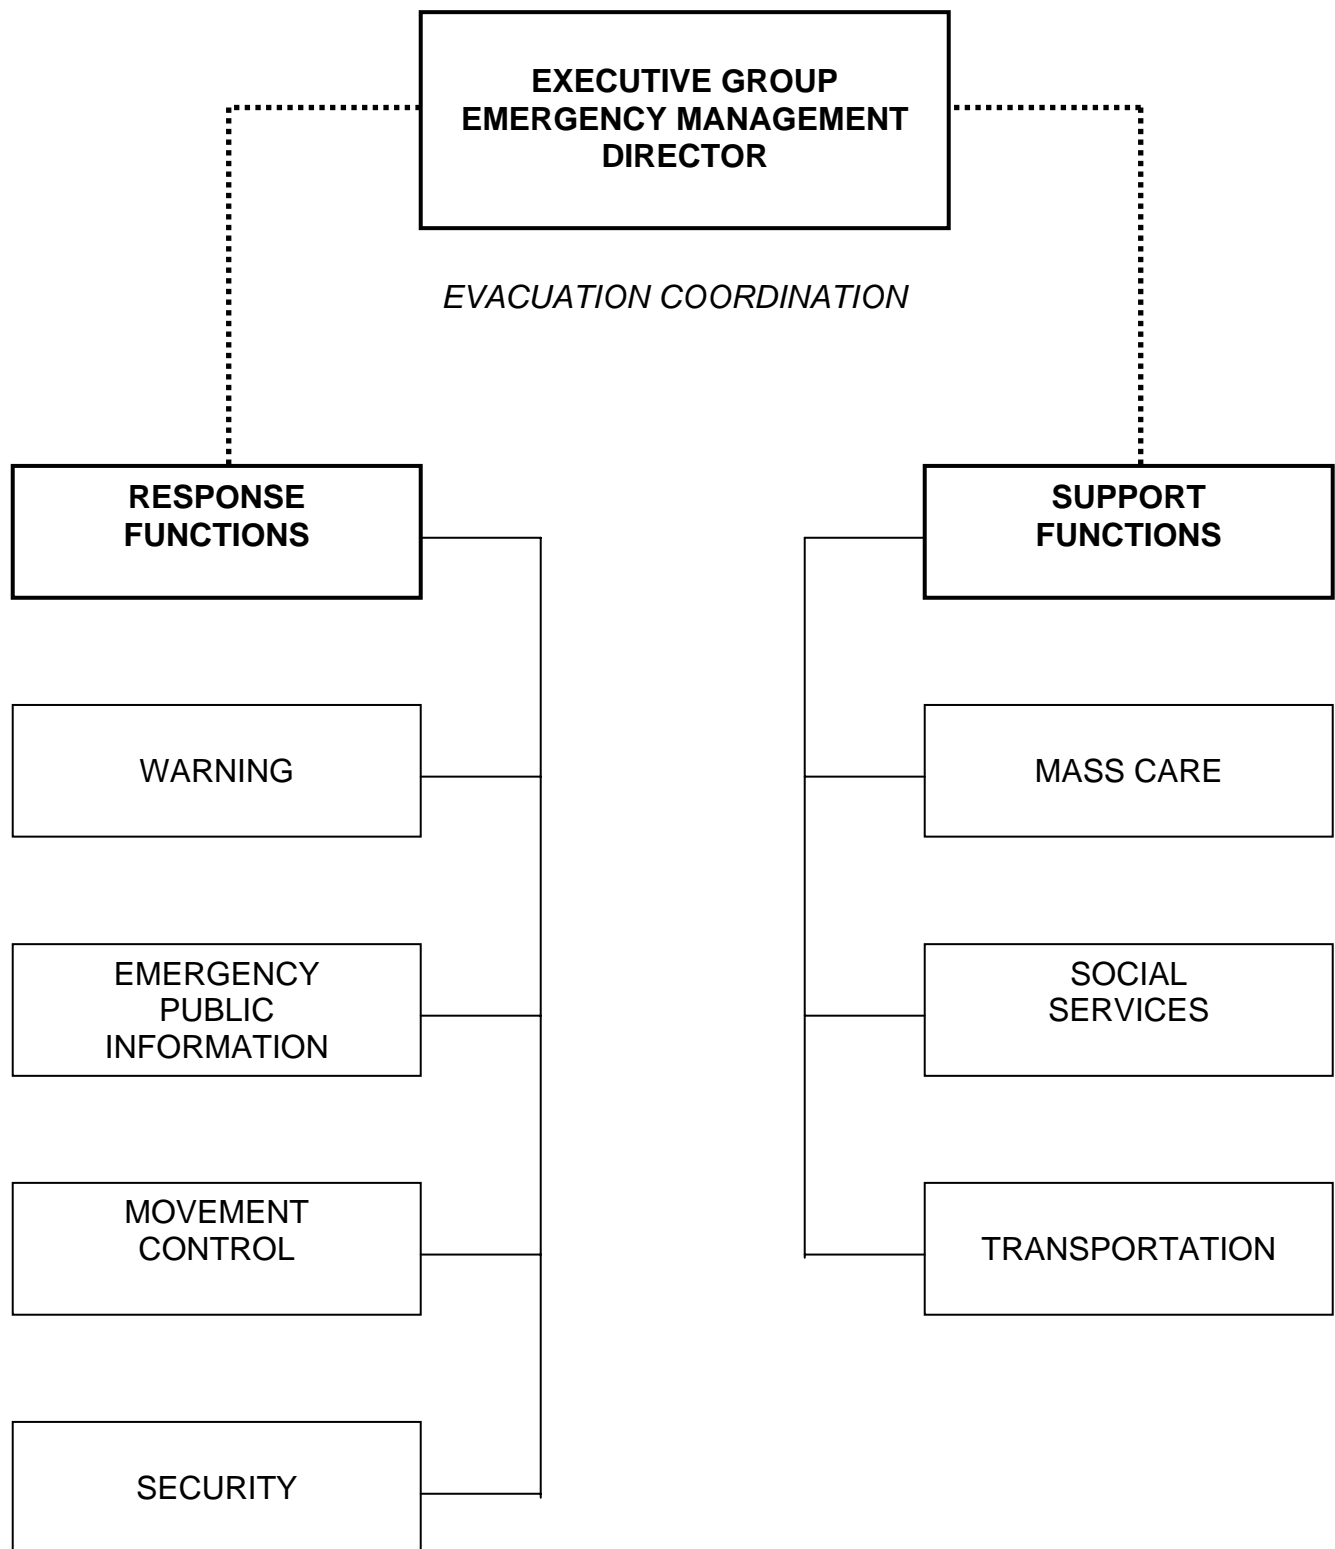 EXECUTIVE GROUP
EMERGENCY MANAGEMENT
DIRECTOR
EVACUATION COORDINATION
RESPONSE
FUNCTIONS
WARNING
EMERGENCY
PUBLIC
INFORMATION
MOVEMENT
CONTROL
SECURITY
SUPPORT
FUNCTIONS
MASS CARE
SOCIAL
SERVICES
TRANSPORTATION